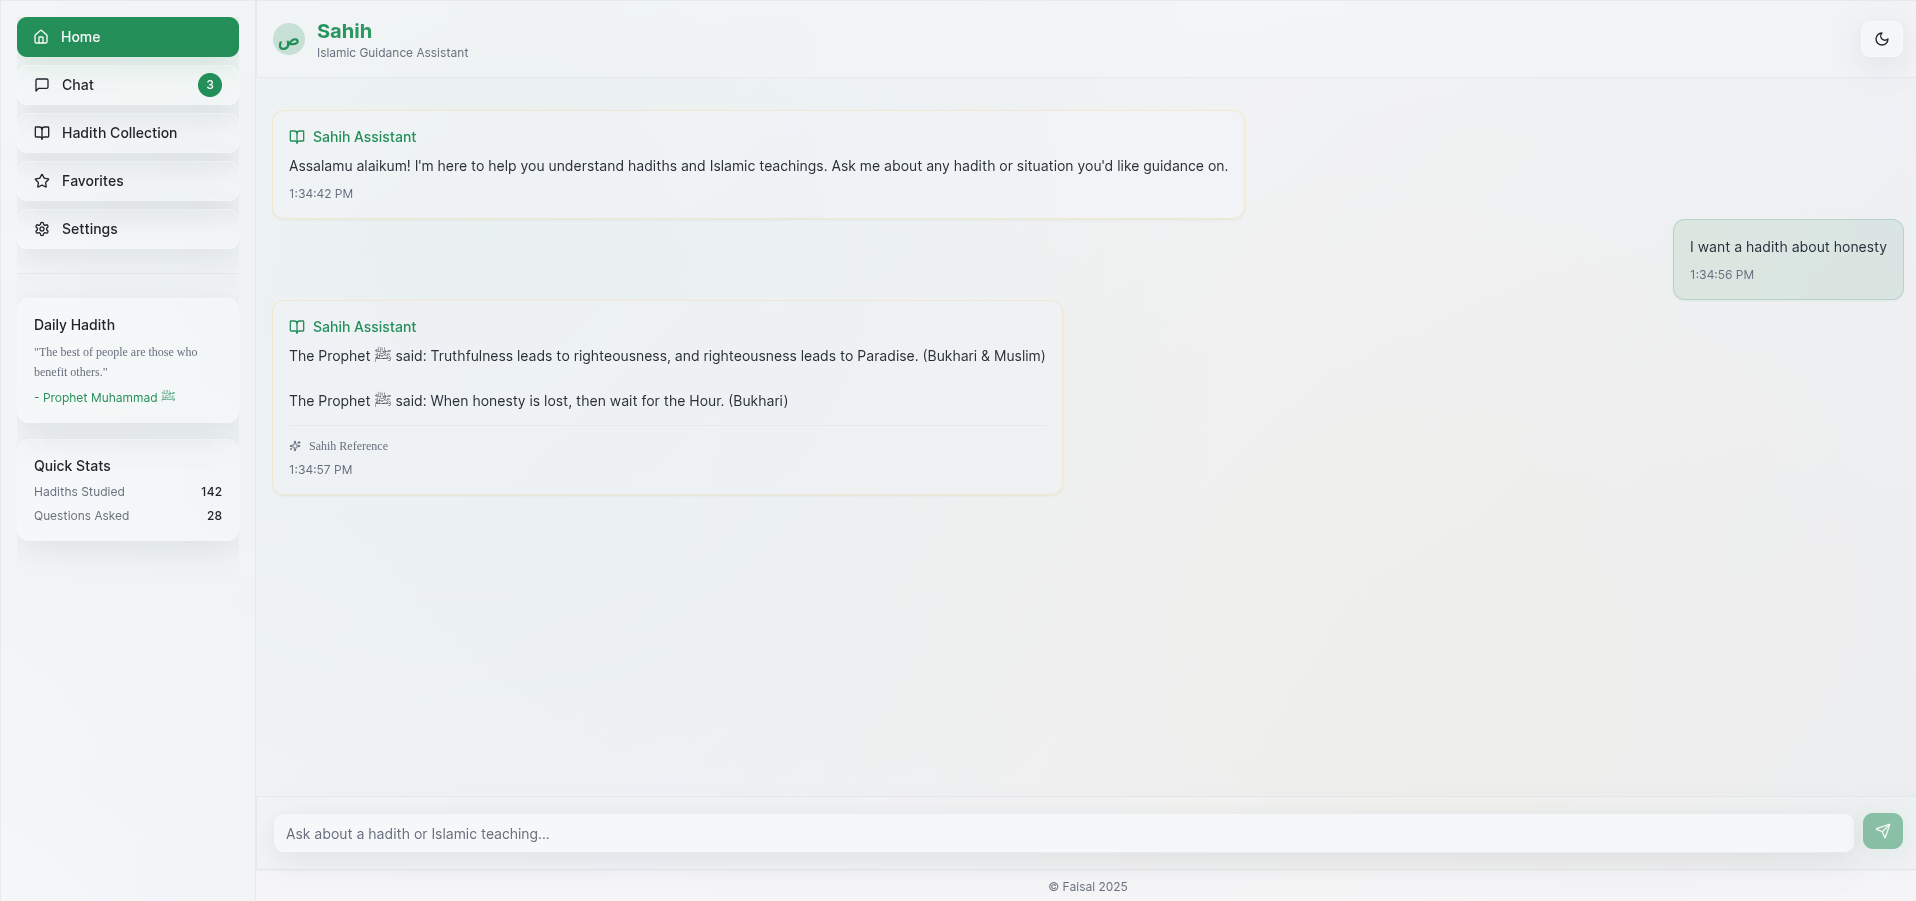 Home
Chat
3
Hadith Collection
Favorites
Settings
Daily Hadith
"The best of people are those who
benefit others."
- Prophet Muhammad ﷺ
Quick Stats
Hadiths Studied 142
Questions Asked 28
ص
Sahih
Islamic Guidance Assistant
Sahih Assistant
Assalamu alaikum! I'm here to help you understand hadiths and Islamic teachings. Ask me about any hadith or situation you'd like guidance on.
1:34:42 PM
I want a hadith about honesty
1:34:56 PM
Sahih Assistant
The Prophet ﷺ said: Truthfulness leads to righteousness, and righteousness leads to Paradise. (Bukhari & Muslim)
The Prophet ﷺ said: When honesty is lost, then wait for the Hour. (Bukhari)
Sahih Reference
1:34:57 PM
Ask about a hadith or Islamic teaching...
© Faisal 2025